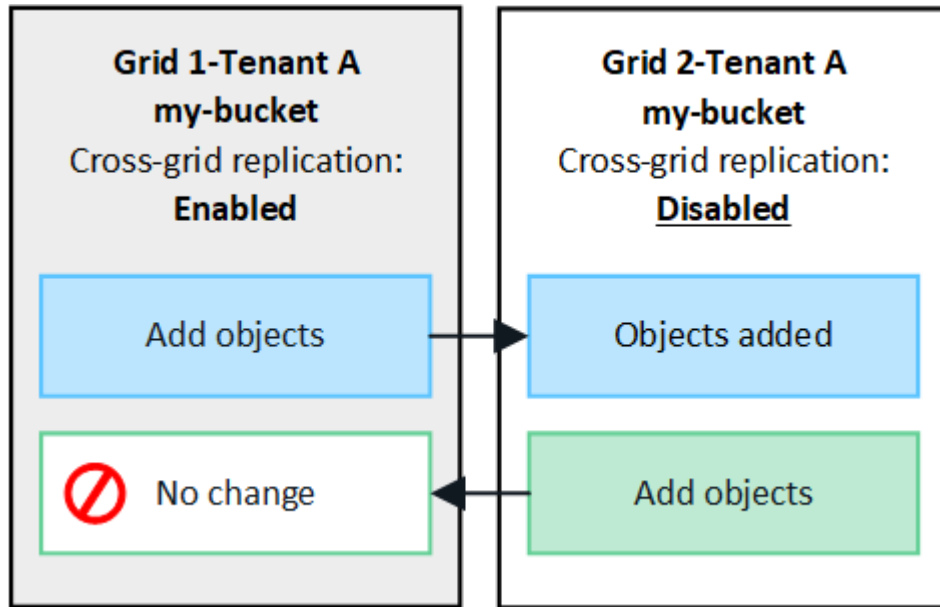 Grid 1-Tenant A
my-bucket
Cross-grid replication:
Enabled
Add objects
No change
Grid 2-Tenant A
my-bucket
Cross-grid replication:
Disabled
Objects added
Add objects